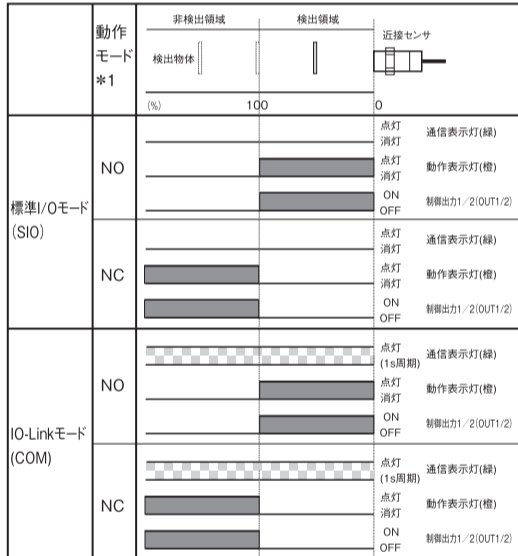 動作
モード
*1
非検出領域
検出領域
検出物体
近接センサ
(%)
100
0
標準I/Oモード
(SIO)
NO
点灯
消灯
通信表示灯(緑)
点灯
消灯
動作表示灯(橙)
ON
OFF
制御出力1/2(OUT1/2)
NC
点灯
消灯
通信表示灯(緑)
点灯
消灯
動作表示灯(橙)
ON
OFF
制御出力1/2(OUT1/2)
IO-Linkモード
(COM)
NO
点灯
(1s周期)
通信表示灯(緑)
点灯
消灯
動作表示灯(橙)
ON
OFF
制御出力1/2(OUT1/2)
NC
点灯
(1s周期)
通信表示灯(緑)
点灯
消灯
動作表示灯(橙)
ON
OFF
制御出力1/2(OUT1/2)